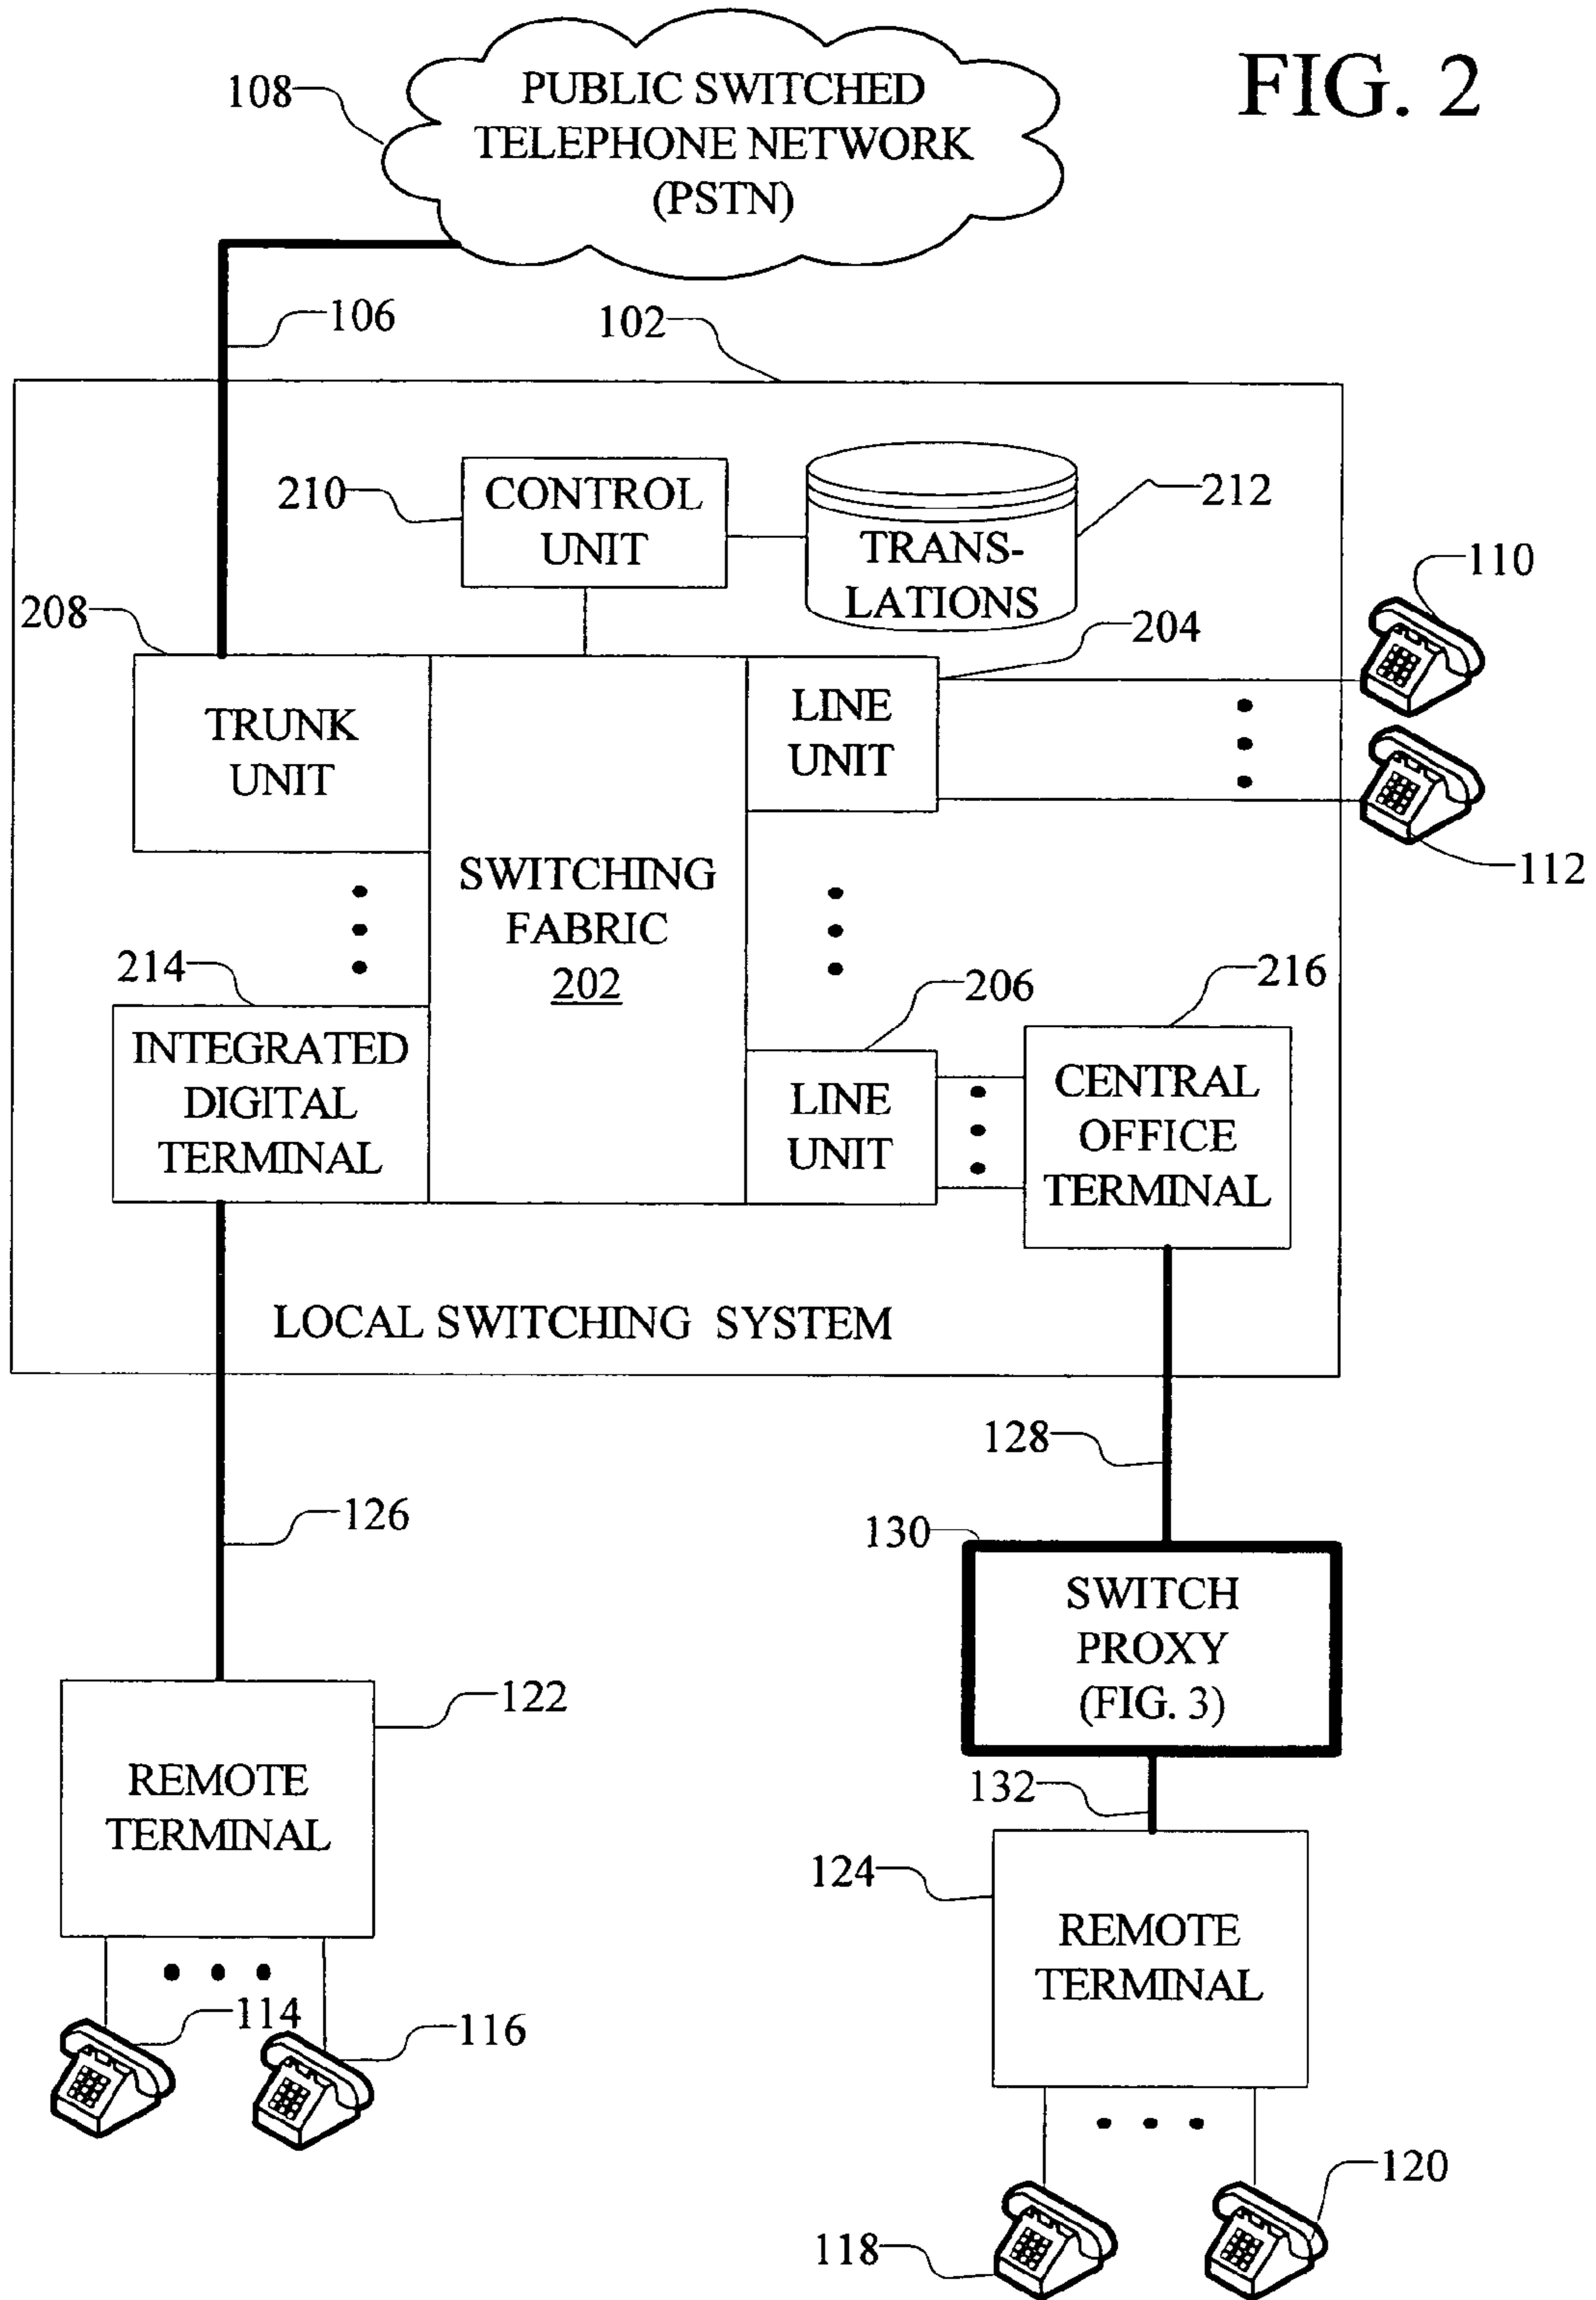 FIG. 2
108
PUBLIC SWITCHED
TELEPHONE NETWORK
(PSTN)
106
102
210
CONTROL
UNIT
212
TRANS-
LATIONS
110
208
204
TRUNK
UNIT
LINE
UNIT
112
SWITCHING
FABRIC
202
214
206
216
INTEGRATED
DIGITAL
TERMINAL
LINE
UNIT
CENTRAL
OFFICE
TERMINAL
LOCAL SWITCHING SYSTEM
128
126
130
SWITCH
PROXY
(FIG. 3)
122
REMOTE
TERMINAL
132
124
REMOTE
TERMINAL
114
116
120
118